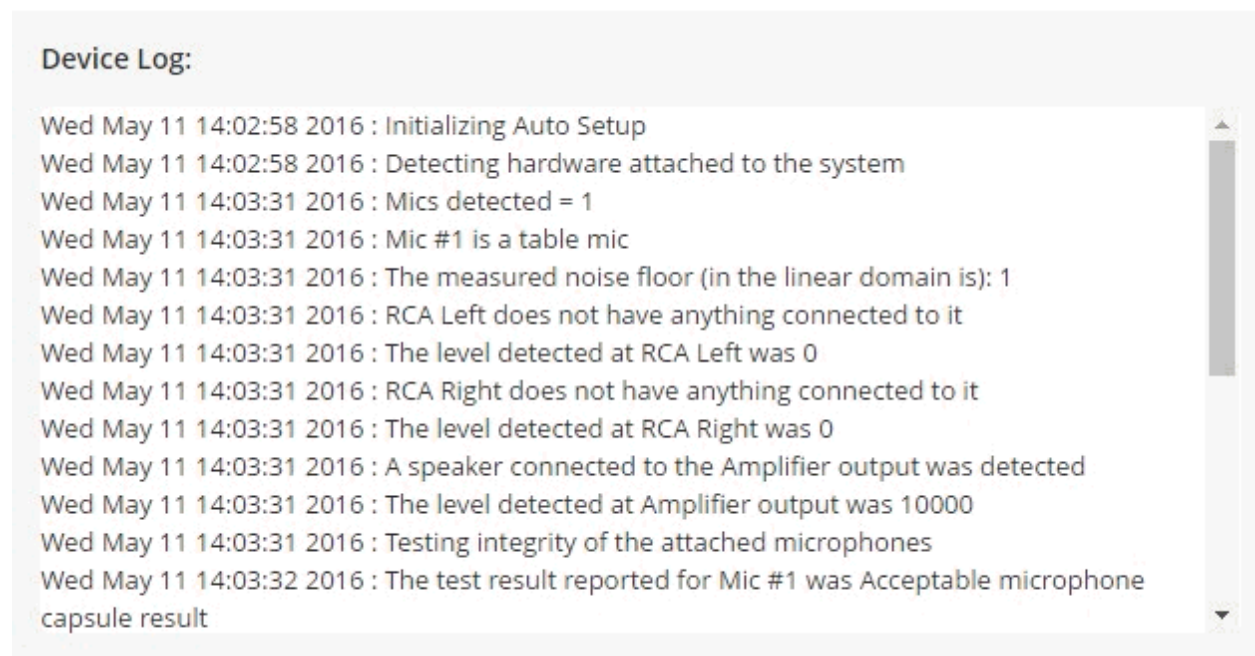 Device Log:
Wed May 11 14:02:58 2016 : Initializing Auto Setup
Wed May 11 14:02:58 2016 : Detecting hardware attached to the system
Wed May 11 14:03:31 2016 : Mics detected = 1
Wed May 11 14:03:31 2016 : Mic #1 is a table mic
Wed May 11 14:03:31 2016 : The measured noise floor (in the linear domain is): 1
Wed May 11 14:03:31 2016 : RCA Left does not have anything connected to it
Wed May 11 14:03:31 2016 : The level detected at RCA Left was 0
Wed May 11 14:03:31 2016 : RCA Right does not have anything connected to it
Wed May 11 14:03:31 2016 : The level detected at RCA Right was 0
Wed May 11 14:03:31 2016 : A speaker connected to the Amplifier output was detected
Wed May 11 14:03:31 2016 : The level detected at Amplifier output was 10000
Wed May 11 14:03:31 2016 : Testing integrity of the attached microphones
Wed May 11 14:03:32 2016 : The test result reported for Mic #1 was Acceptable microphone
capsule result